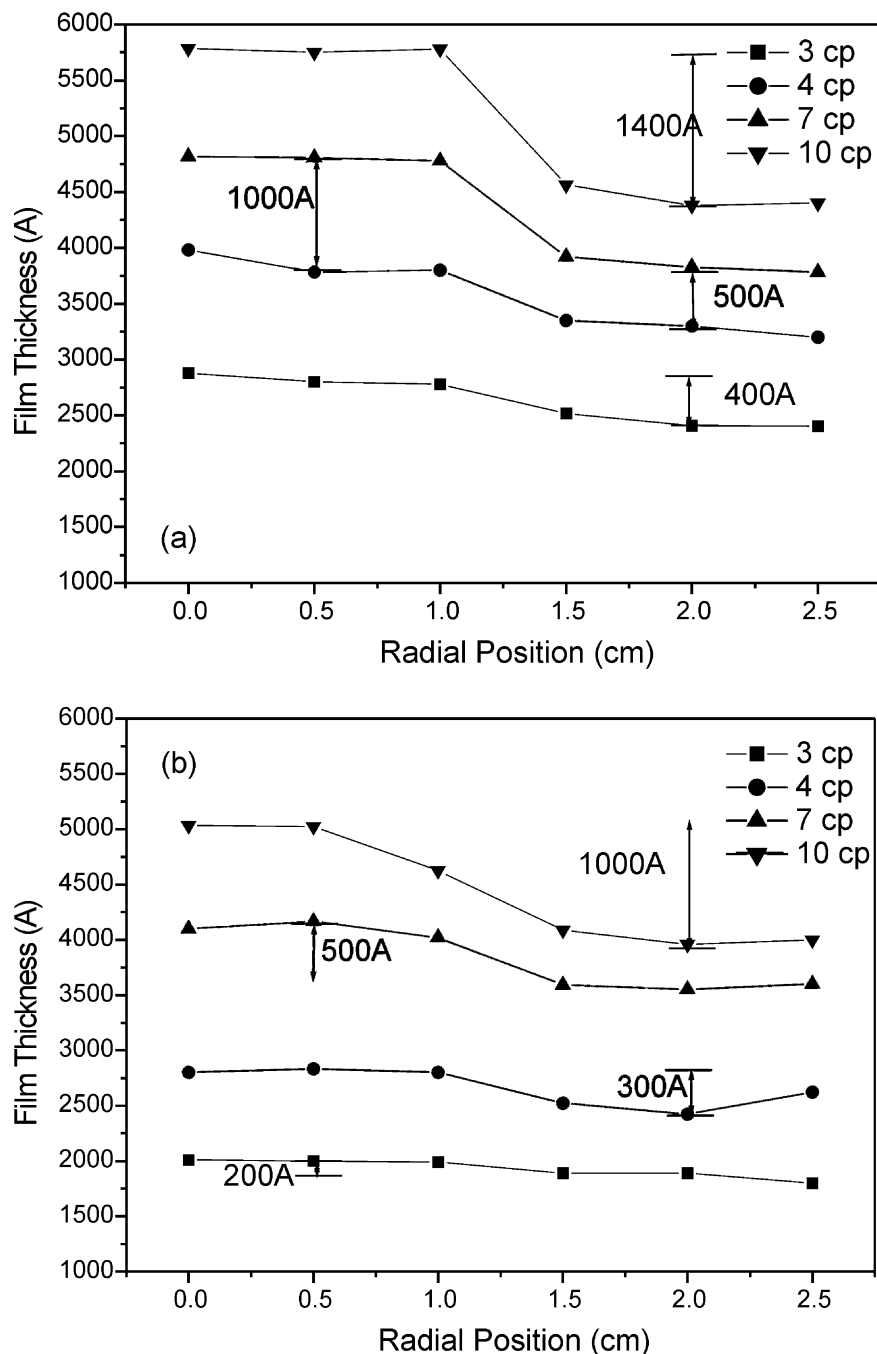 6000
5500
5000
4500
4000
3500
3000
2500
2000
1500
1000
Film Thickness (A)
3 cp
4 cp
7 cp
10 cp
1400A
1000A
500A
400A
(a)
0.0 0.5 1.0 1.5 2.0 2.5
Radial Position (cm)
6000
5500
5000
4500
4000
3500
3000
2500
2000
1500
1000
Film Thickness (A)
(b)
3 cp
4 cp
7 cp
10 cp
1000A
500A
300A
200A
0.0 0.5 1.0 1.5 2.0 2.5
Radial Position (cm)